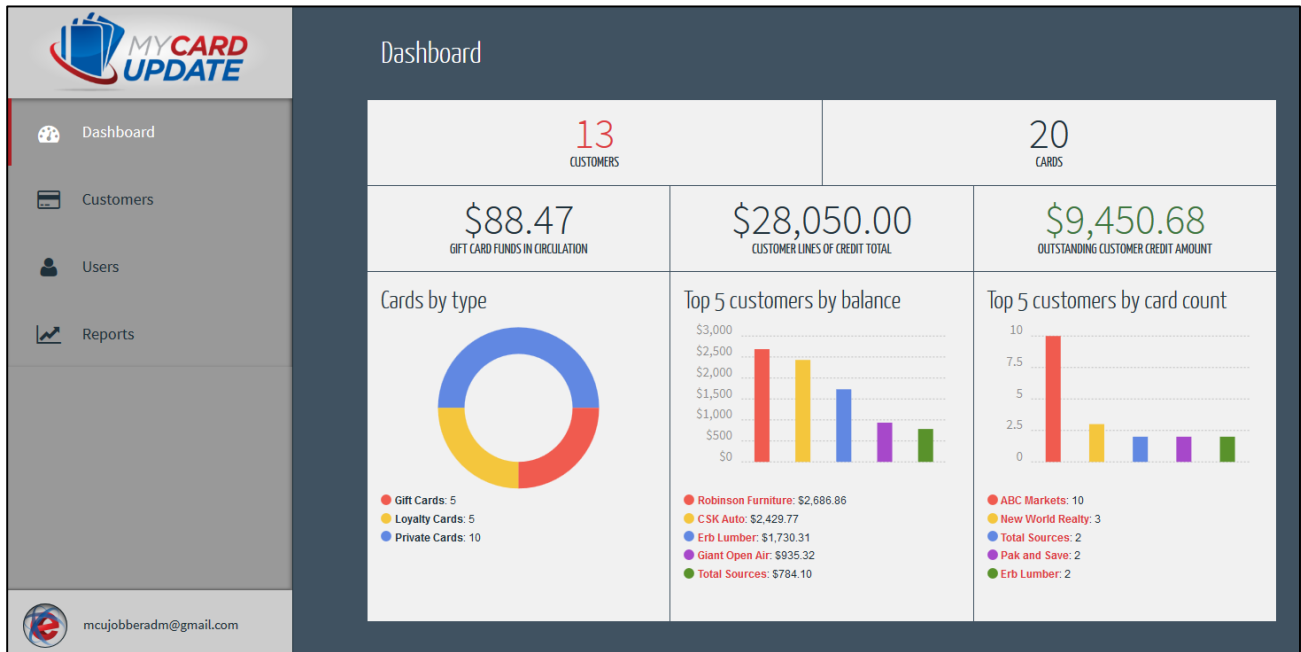 MYCARD
UPDATE
Dashboard
Customers
Users
Reports
mcujobberadm@gmail.com
Dashboard
13
CUSTOMERS
20
CARDS
$88.47
GIFT CARD FUNDS IN CIRCULATION
$28,050.00
CUSTOMER LINES OF CREDIT TOTAL
$9,450.68
OUTSTANDING CUSTOMER CREDIT AMOUNT
Cards by type
Gift Cards: 5
Loyalty Cards: 5
Private Cards: 10
Top 5 customers by balance
$3,000
$2,500
$2,000
$1,500
$1,000
$500
$0
Robinson Furniture: $2,686.86
CSK Auto: $2,429.77
Erb Lumber: $1,730.31
Giant Open Air: $935.32
Total Sources: $784.10
Top 5 customers by card count
10
7.5
5
2.5
0
ABC Markets: 10
New World Realty: 3
Total Sources: 2
Pak and Save: 2
Erb Lumber: 2